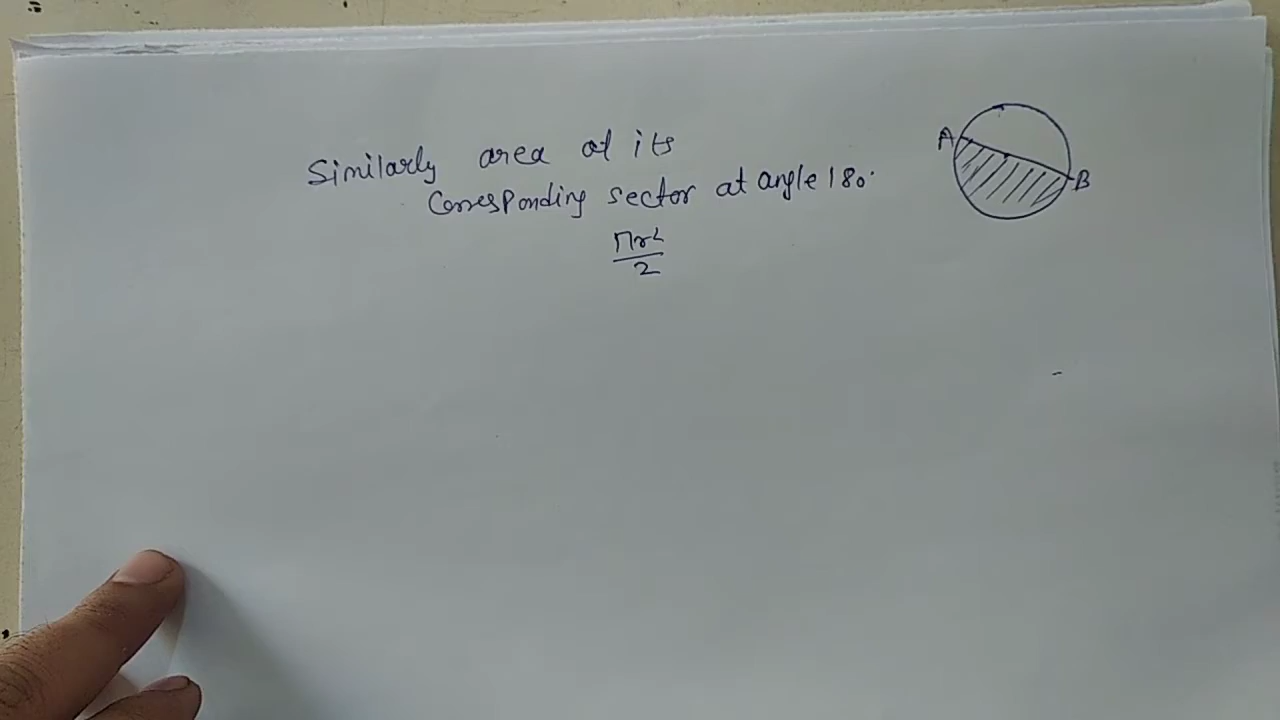 Similarly area of its
Corresponding sector at angle 180°
πr²
2
A
B